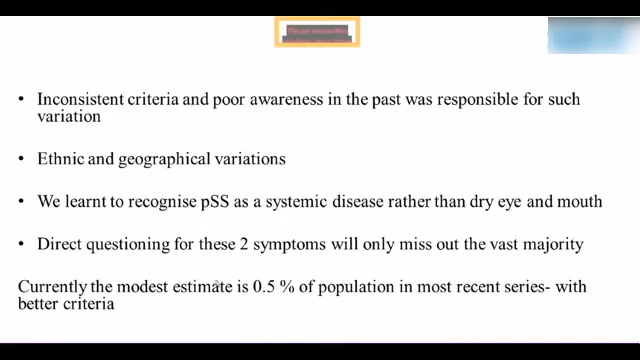 • Inconsistent criteria and poor awareness in the past was responsible for such
variation
• Ethnic and geographical variations
• We learnt to recognise pSS as a systemic disease rather than dry eye and mouth
• Direct questioning for these 2 symptoms will only miss out the vast majority
Currently the modest estimate is 0.5 % of population in most recent series- with
better criteria